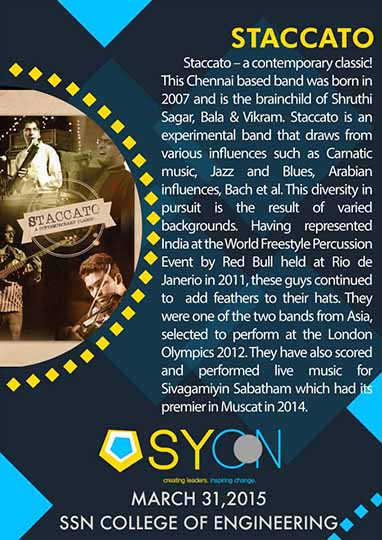 STACCATO
Staccato – a contemporary classic!
This Chennai based band was born in
2007 and is the brainchild of Shruthi
Sagar, Bala & Vikram. Staccato is an
experimental band that draws from
various influences such as Carnatic
music, Jazz and Blues, Arabian
influences, Bach et al. This diversity in
pursuit is the result of varied
backgrounds. Having represented
India at the World Freestyle Percussion
Event by Red Bull held at Rio de
Janerio in 2011, these guys continued
to add feathers to their hats. They
were one of the two bands from Asia,
selected to perform at the London
Olympics 2012. They have also scored
and performed live music for
Sivagamiyin Sabatham which had its
premier in Muscat in 2014.
STACCATO
A CONTEMPORARY CLASSIC
SYCON
creating leaders. inspiring change.
MARCH 31,2015
SSN COLLEGE OF ENGINEERING